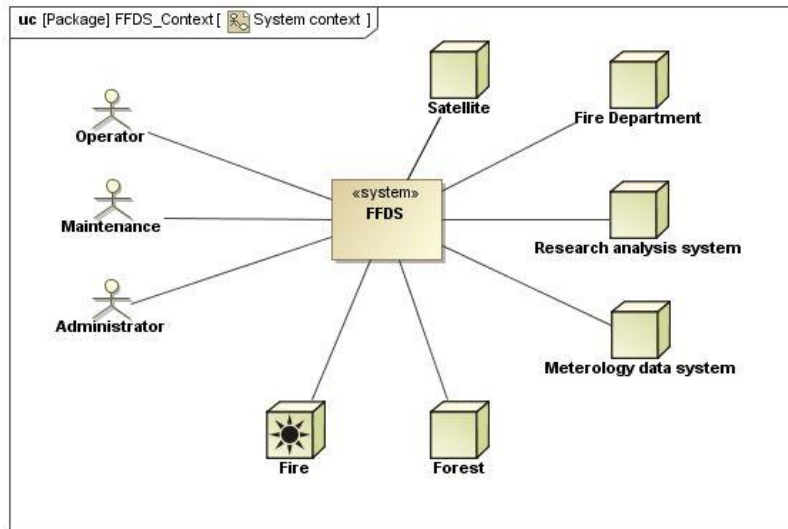 uc [Package] FFDS_Context [ System context ]
Satellite
Fire Department
Operator
«system»
FFDS
Maintenance
Research analysis system
Administrator
Meterology data system
Fire
Forest